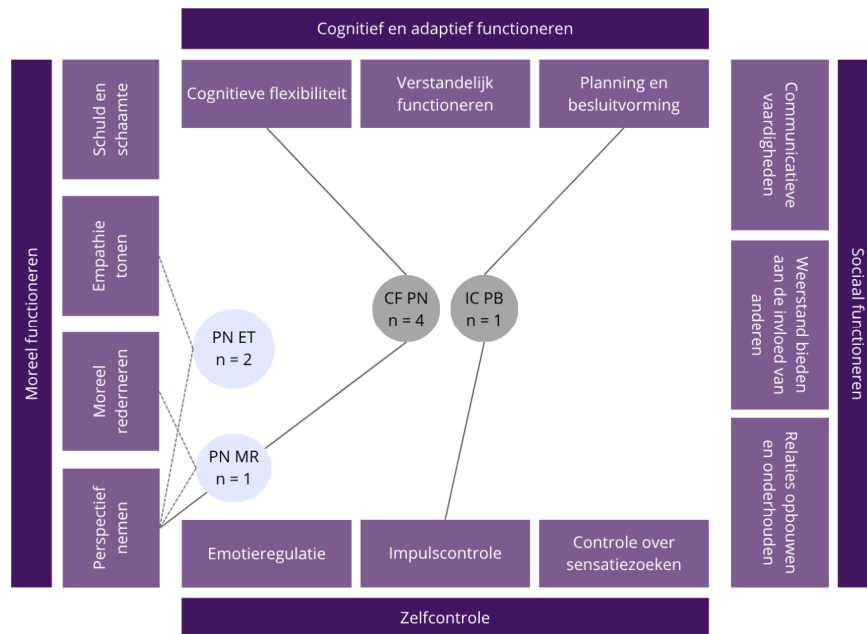 Cognitief en adaptief functioneren
Cognitieve flexibiliteit
Verstandelijk
functioneren
Planning en
besluitvorming
Moreel functioneren
Schuld en
schaamte
Empathie
tonen
Moreel
rederneren
Perspectief
nemen
PN ET
n = 2
PN MR
n = 1
CF PN
n = 4
IC PB
n = 1
Communicatieve
vaardigheden
Weerstand bieden
aan de invloed van
anderen
Relaties opbouwen
en onderhouden
Sociaal functioneren
Emotieregulatie
Impulscontrole
Controle over
sensatiezoeken
Zelfcontrole